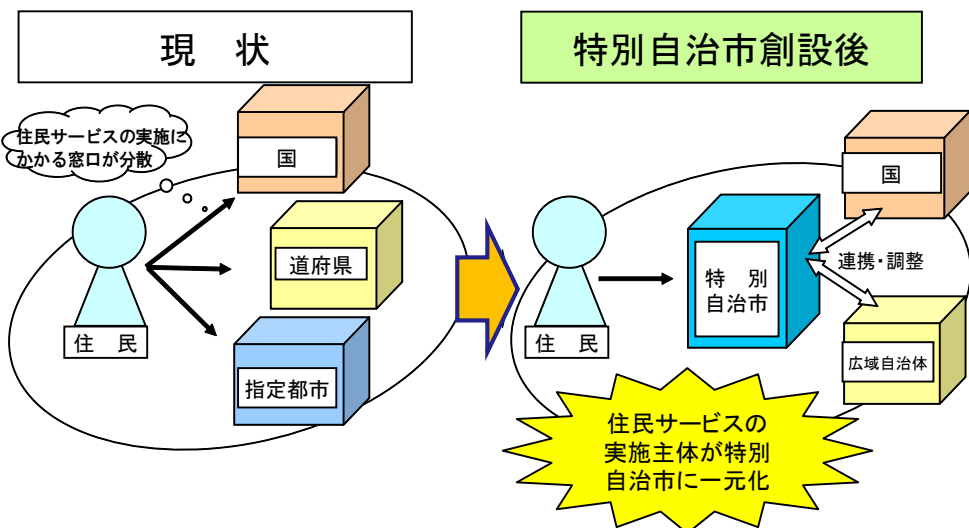 現　状
住民サービスの実施に
かかる窓口が分散
国
道府県
指定都市
住　民
特別自治市創設後
国
特　別
自治市
連携・調整
広域自治体
住　民
住民サービスの
実施主体が特別
自治市に一元化